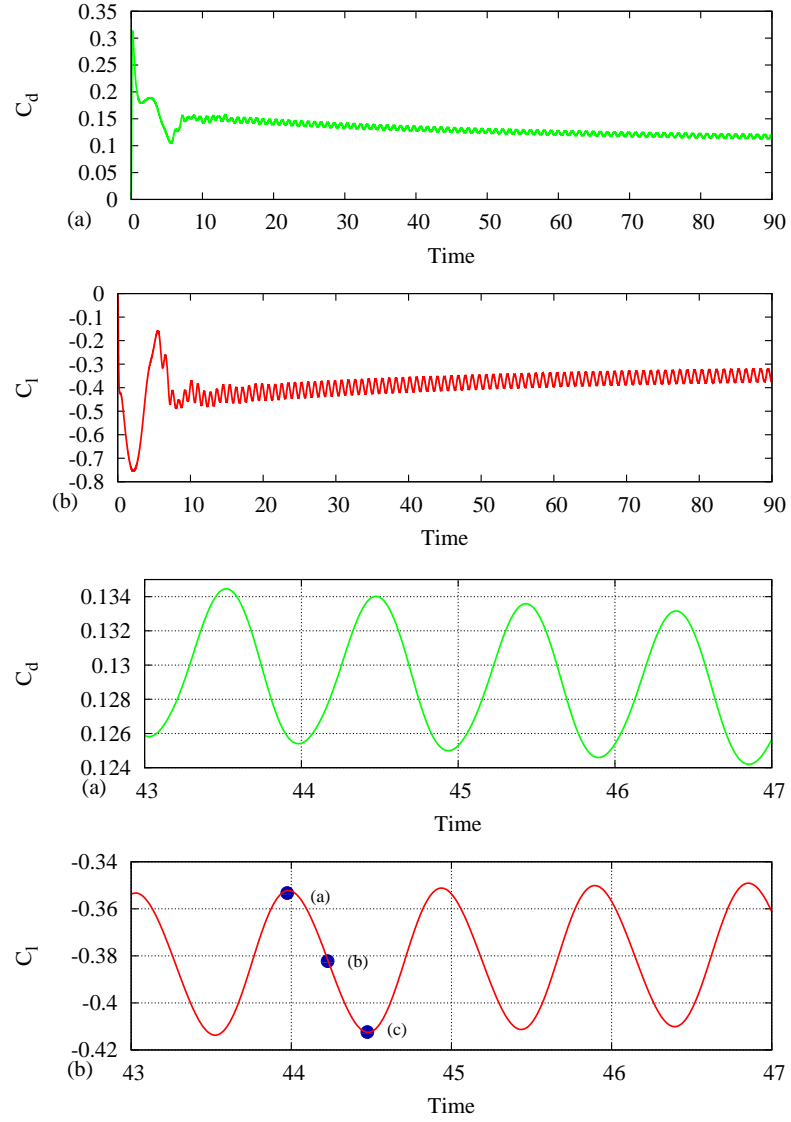 0.35
0.3
0.25
0.2
0.15
0.1
0.05
0
C_d
(a)
0 10 20 30 40 50 60 70 80 90
Time
0
-0.1
-0.2
-0.3
-0.4
-0.5
-0.6
-0.7
-0.8
C_l
(b)
0 10 20 30 40 50 60 70 80 90
Time
0.134
0.132
0.13
0.128
0.126
0.124
C_d
(a)
43 44 45 46 47
Time
-0.34
-0.36
-0.38
-0.4
-0.42
C_l
(a)
(b)
(c)
(b)
43 44 45 46 47
Time